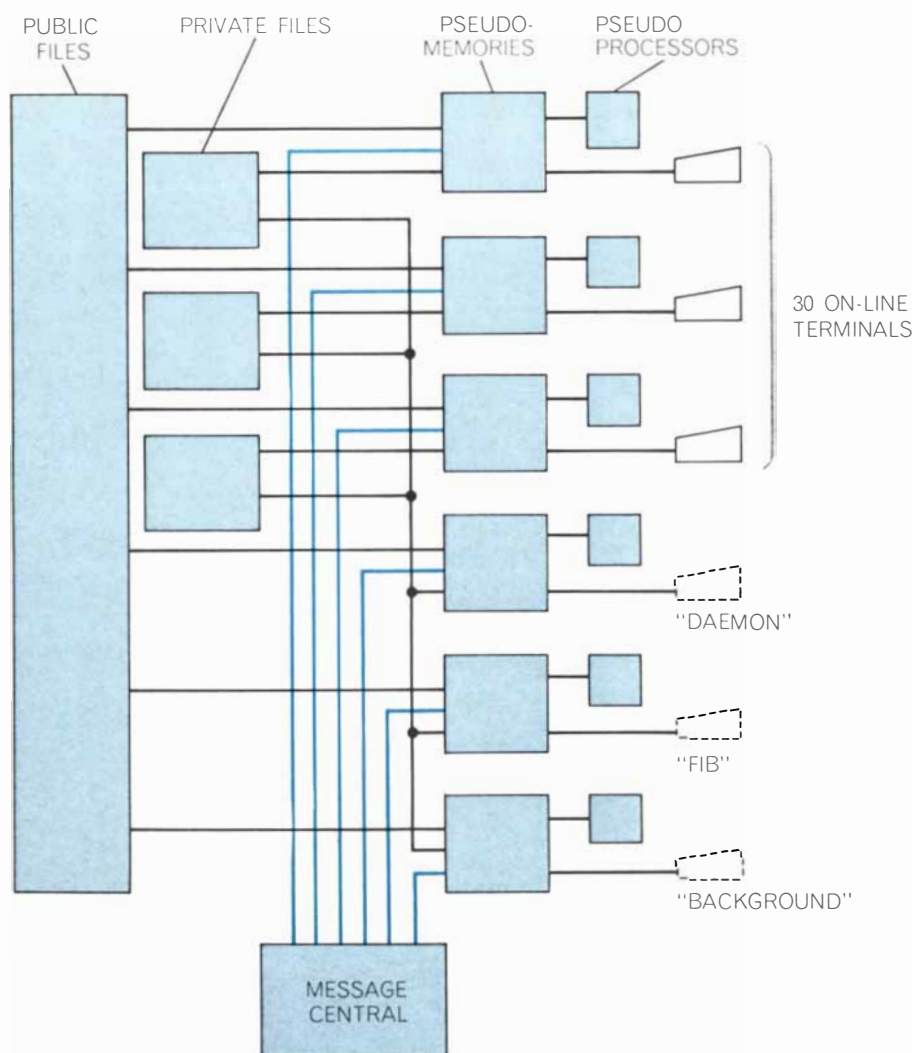 PUBLIC
FILES
PRIVATE FILES
PSEUDO-
MEMORIES
PSEUDO
PROCESSORS
30 ON-LINE
TERMINALS
"DAEMON"
"FIB"
"BACKGROUND"
MESSAGE
CENTRAL